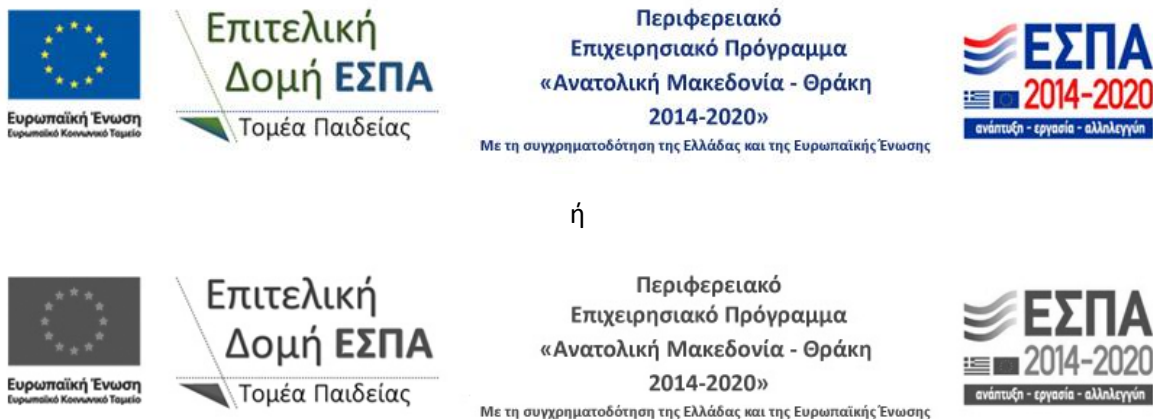 Ευρωπαϊκή Ένωση
Ευρωπαϊκό Κοινωνικό Ταμείο
Επιτελική
Δομή ΕΣΠΑ
Τομέα Παιδείας
Περιφερειακό
Επιχειρησιακό Πρόγραμμα
«Ανατολική Μακεδονία - Θράκη
2014-2020»
Με τη συγχρηματοδότηση της Ελλάδας και της Ευρωπαϊκής Ένωσης
ΕΣΠΑ
2014-2020
ανάπτυξη - εργασία - αλληλεγγύη
ή
Ευρωπαϊκή Ένωση
Ευρωπαϊκό Κοινωνικό Ταμείο
Επιτελική
Δομή ΕΣΠΑ
Τομέα Παιδείας
Περιφερειακό
Επιχειρησιακό Πρόγραμμα
«Ανατολική Μακεδονία - Θράκη
2014-2020»
Με τη συγχρηματοδότηση της Ελλάδας και της Ευρωπαϊκής Ένωσης
ΕΣΠΑ
2014-2020
ανάπτυξη - εργασία - αλληλεγγύη